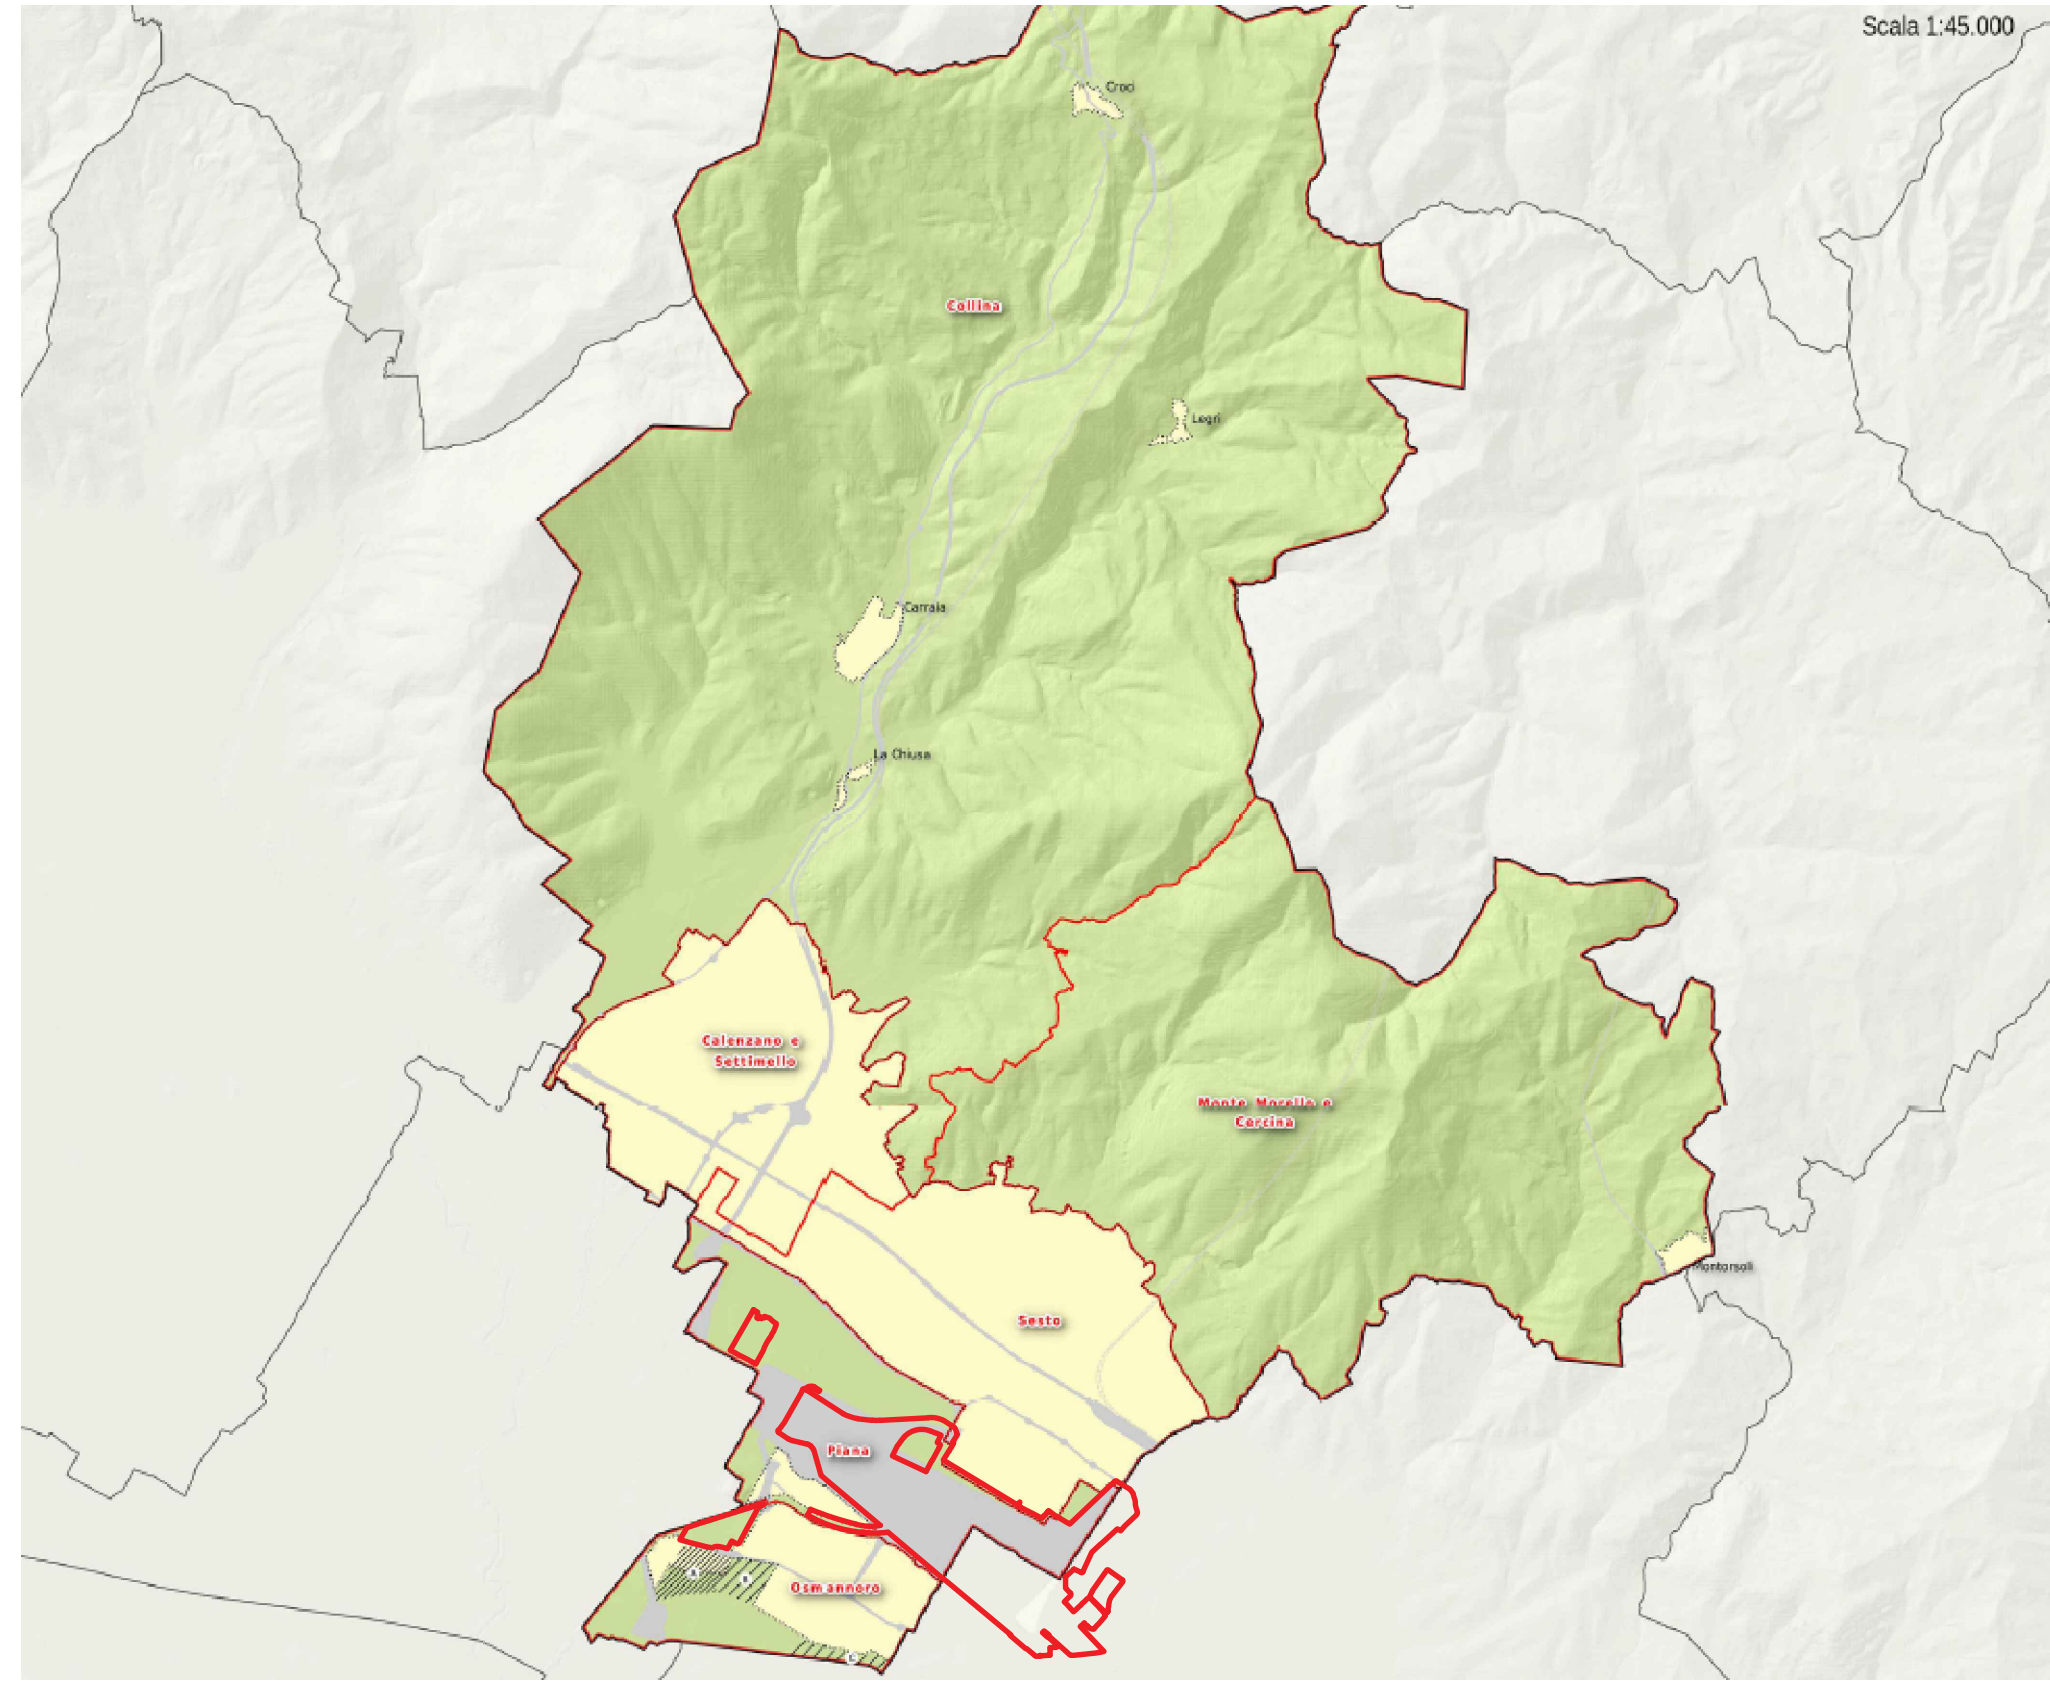 Scala 1:45.000
Croci
Collina
Legri
Carraia
La Chiusa
Calenzano e
Settimello
Monte Morello e
Cercina
Montorsoli
Sesto
Piana
Osmannoro